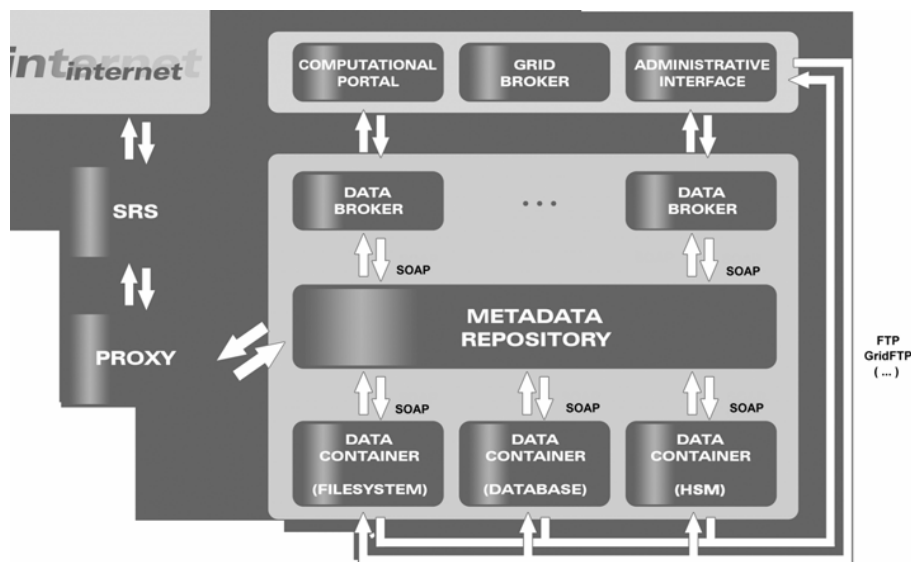 internet
internet
COMPUTATIONAL
PORTAL
GRID
BROKER
ADMINISTRATIVE
INTERFACE
SRS
DATA
BROKER
...
DATA
BROKER
SOAP
SOAP
METADATA
REPOSITORY
PROXY
FTP
GridFTP
( ... )
SOAP
SOAP
SOAP
DATA
CONTAINER
(FILESYSTEM)
DATA
CONTAINER
(DATABASE)
DATA
CONTAINER
(HSM)